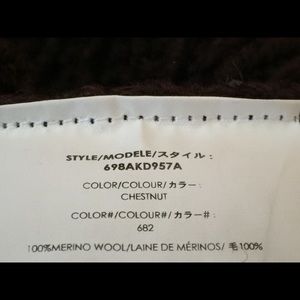 STYLE/MODELE/スタイル :
698AKD957A
COLOR/COLOUR/カラー :
CHESTNUT
COLOR#/COLOUR#/カラー# :
682
100%MERINO WOOL/LAINE DE MÉRINOS/ 毛100%